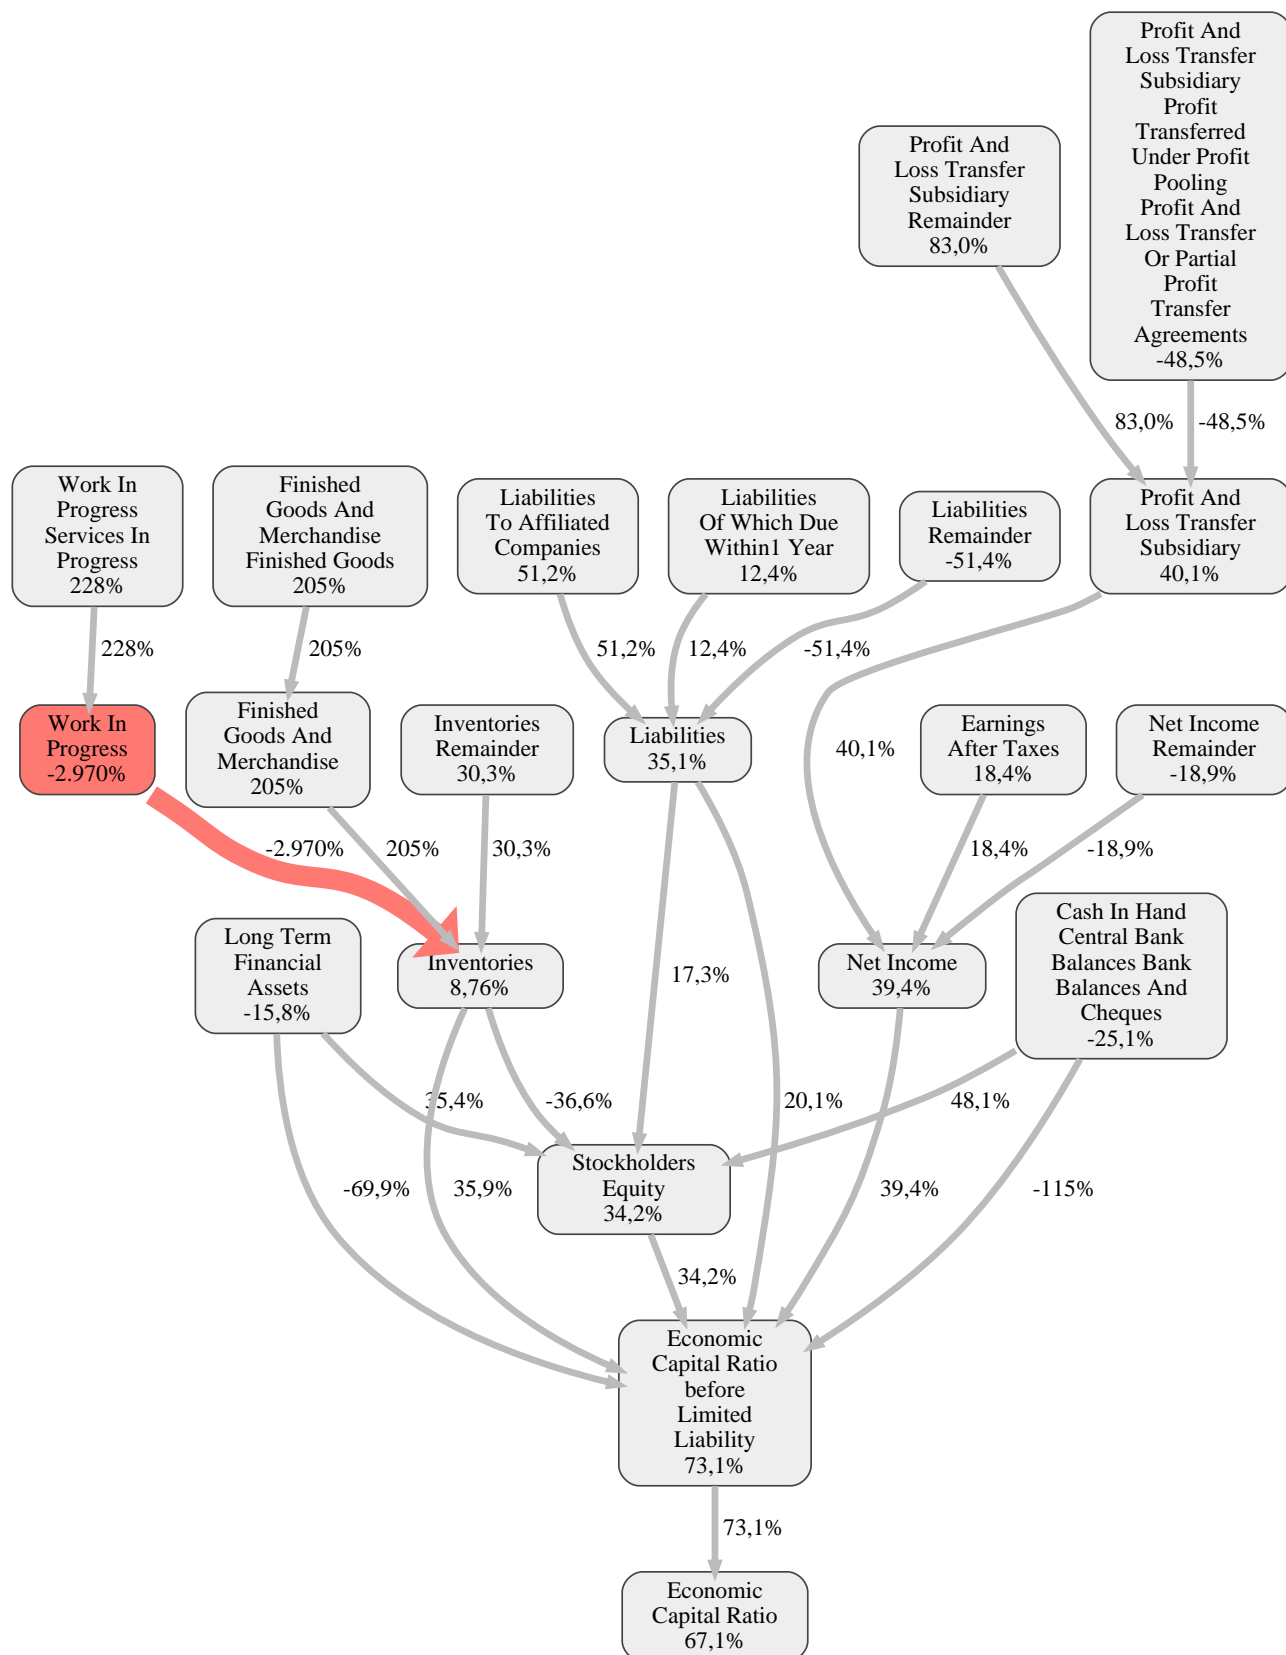 Profit And
Loss Transfer
Subsidiary
Profit
Transferred
Under Profit
Pooling
Profit And
Loss Transfer
Or Partial
Profit
Transfer
Agreements
-48,5%
Profit And
Loss Transfer
Subsidiary
Remainder
83,0%
83,0%
-48,5%
Work In
Progress
Services In
Progress
228%
Finished
Goods And
Merchandise
Finished Goods
205%
Liabilities
To Affiliated
Companies
51,2%
Liabilities
Of Which Due
Within1 Year
12,4%
Liabilities
Remainder
-51,4%
Profit And
Loss Transfer
Subsidiary
40,1%
228%
205%
51,2%
12,4%
-51,4%
40,1%
Work In
Progress
-2.970%
Finished
Goods And
Merchandise
205%
Inventories
Remainder
30,3%
Liabilities
35,1%
Earnings
After Taxes
18,4%
Net Income
Remainder
-18,9%
-2.970%
205%
30,3%
18,4%
-18,9%
Long Term
Financial
Assets
-15,8%
Inventories
8,76%
17,3%
Net Income
39,4%
Cash In Hand
Central Bank
Balances Bank
Balances And
Cheques
-25,1%
35,4%
-36,6%
20,1%
48,1%
-69,9%
35,9%
Stockholders
Equity
34,2%
39,4%
-115%
34,2%
Economic
Capital Ratio
before
Limited
Liability
73,1%
73,1%
Economic
Capital Ratio
67,1%